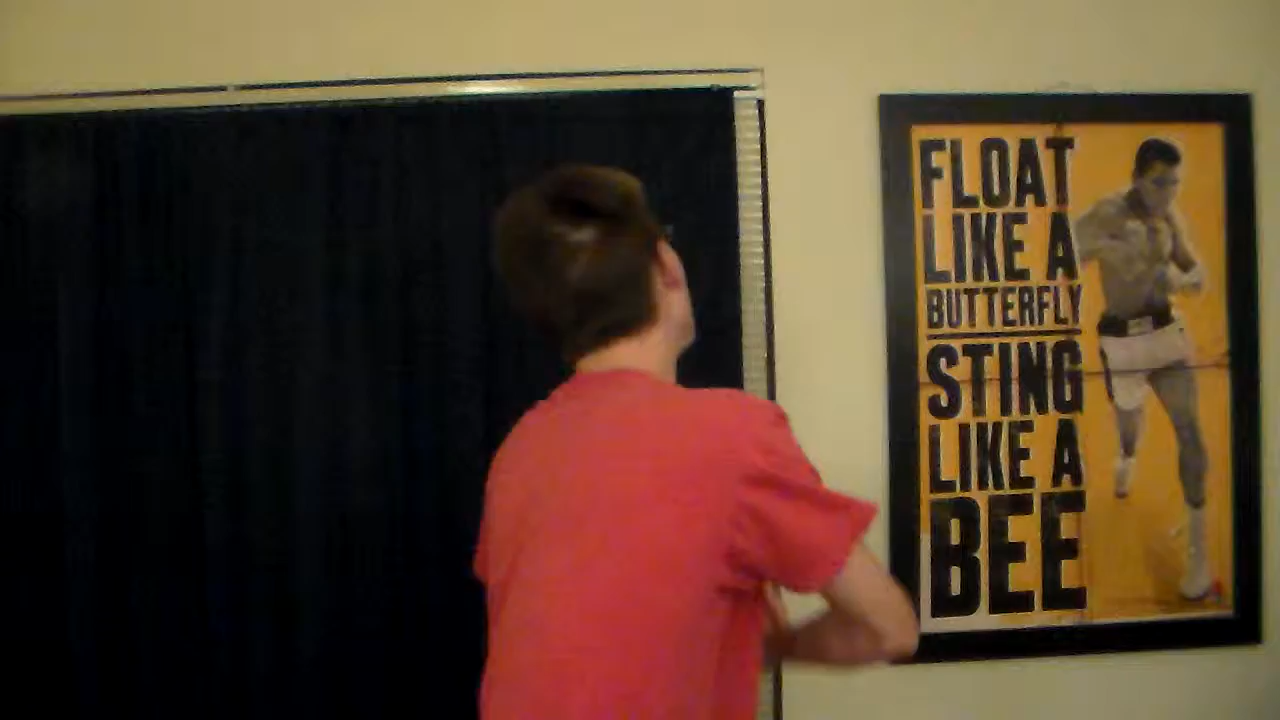 FLOAT
LIKE A
BUTTERFLY
STING
LIKE A
BEE